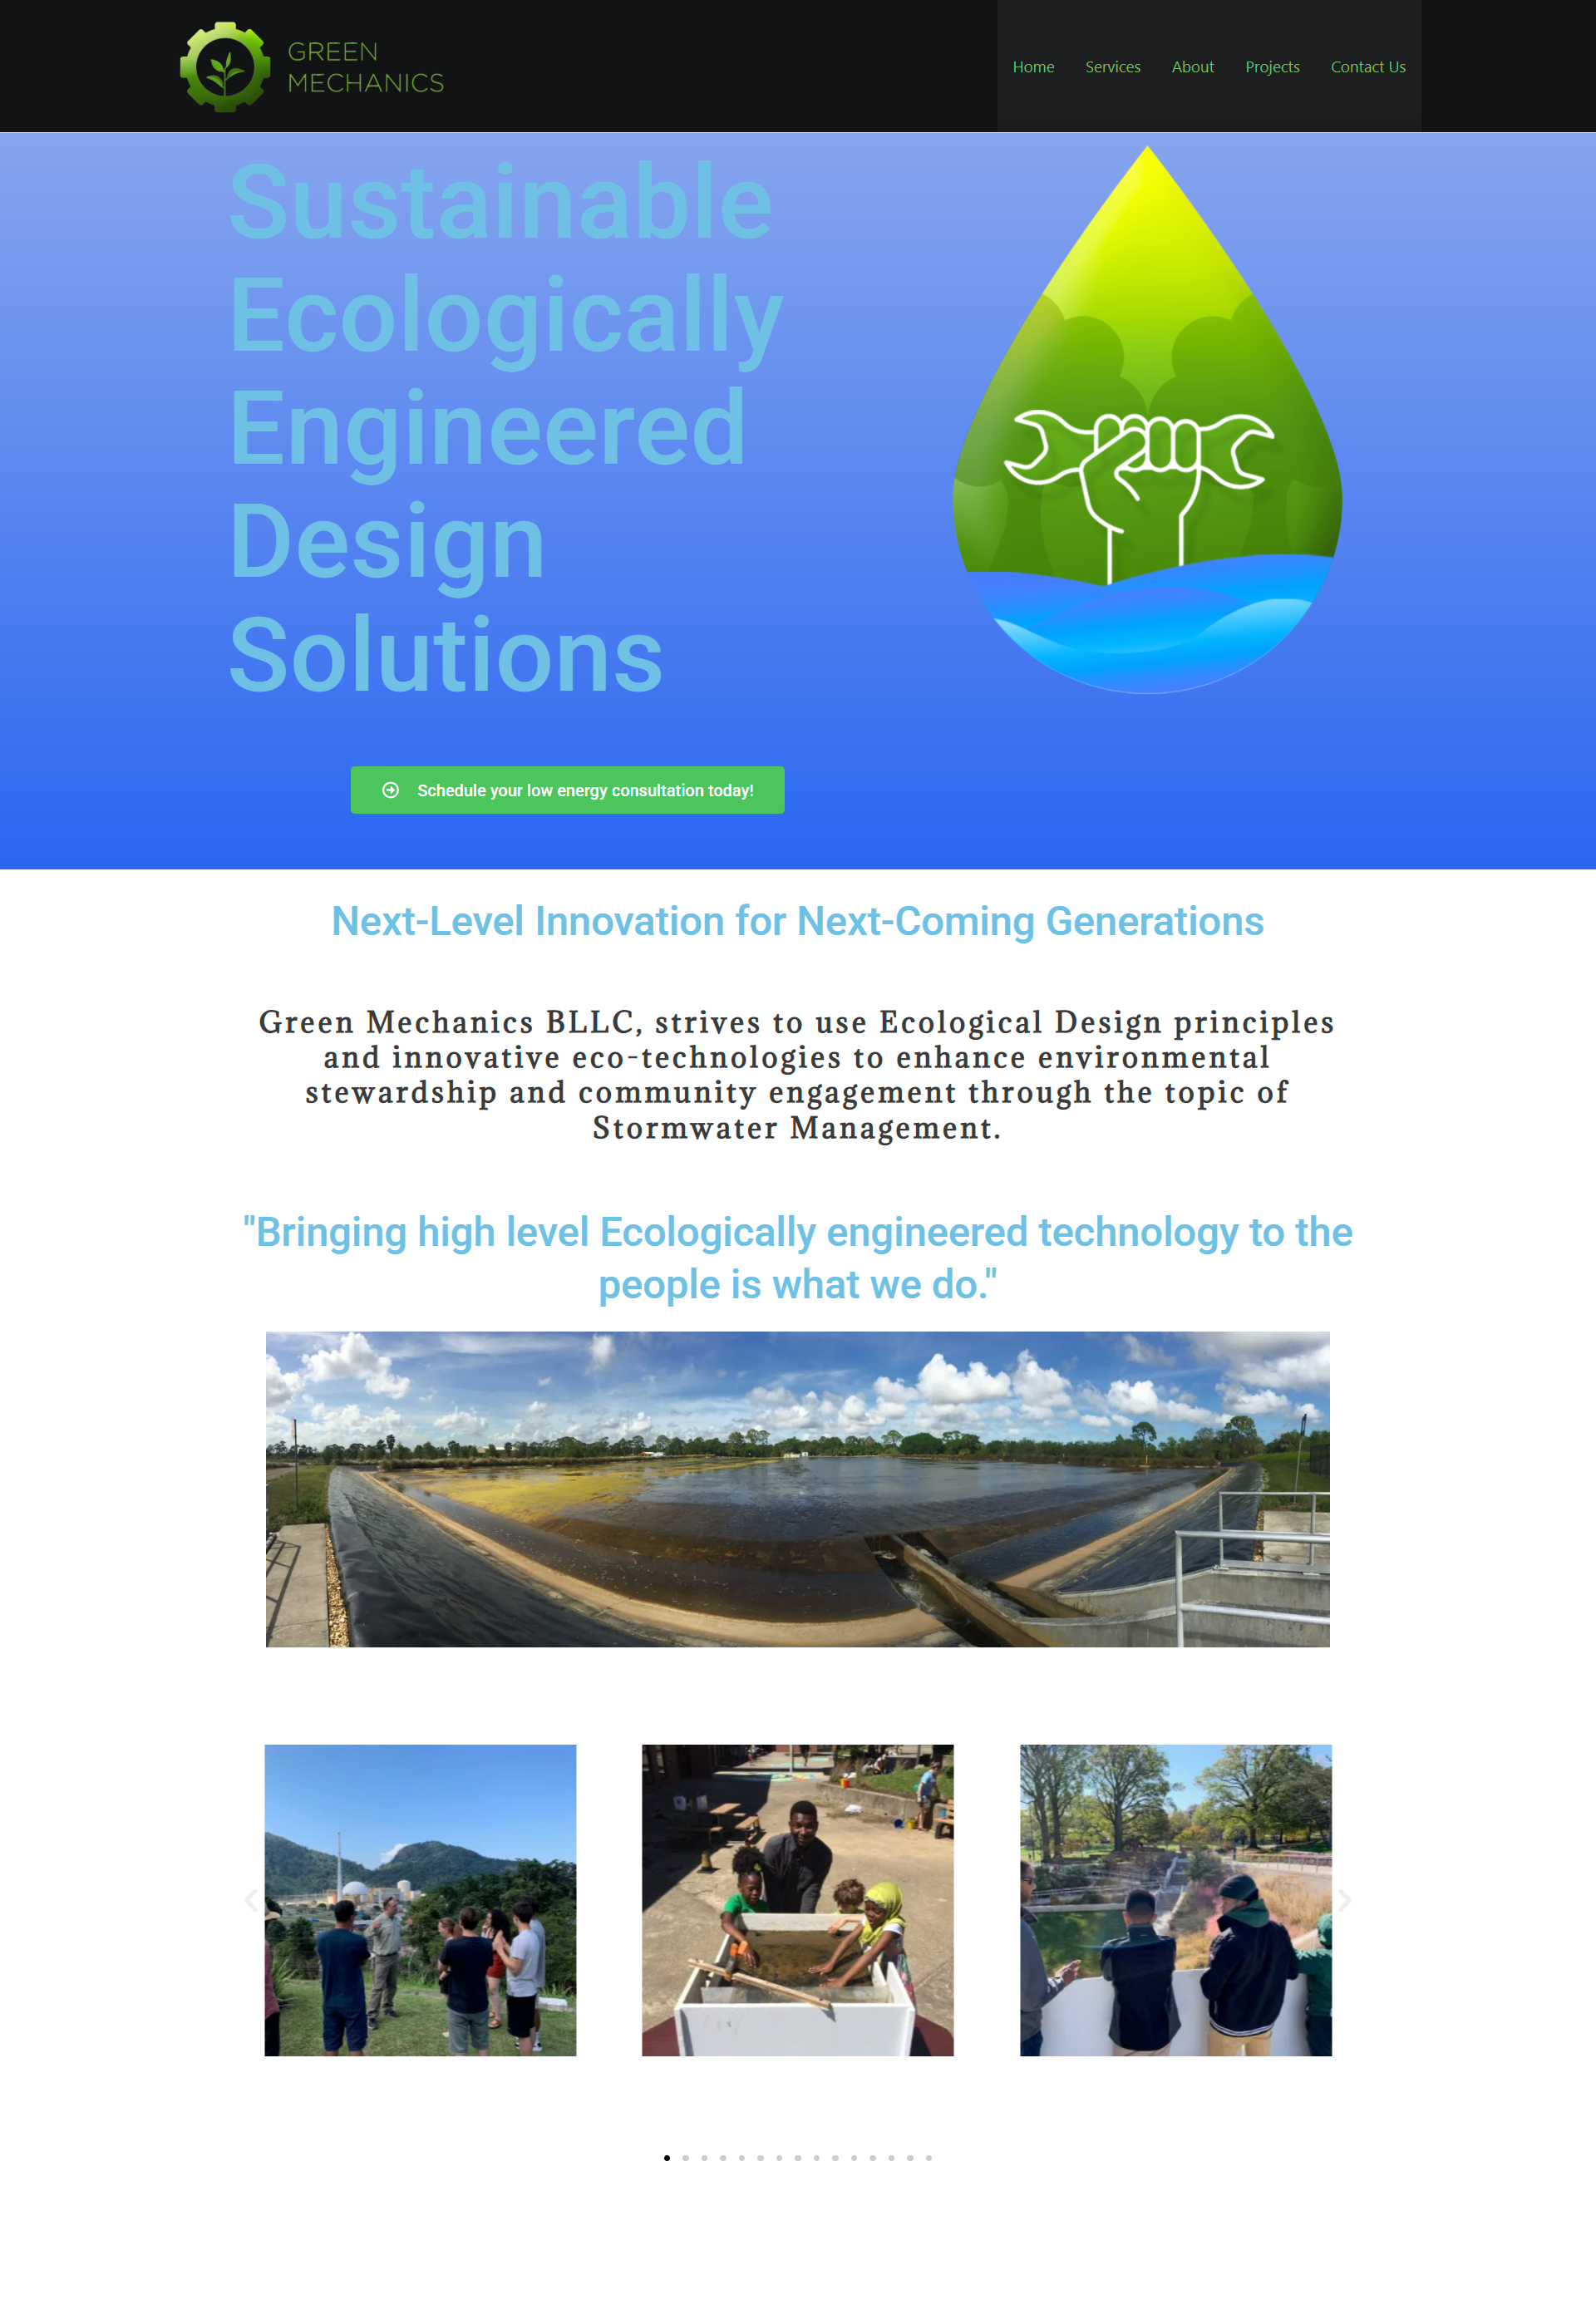 GREEN
MECHANICS
Home Services About Projects Contact Us
Sustainable
Ecologically
Engineered
Design
Solutions
Schedule your low energy consultation today!
Next-Level Innovation for Next-Coming Generations
Green Mechanics BLLC, strives to use Ecological Design principles
and innovative eco-technologies to enhance environmental
stewardship and community engagement through the topic of
Stormwater Management.
"Bringing high level Ecologically engineered technology to the
people is what we do."